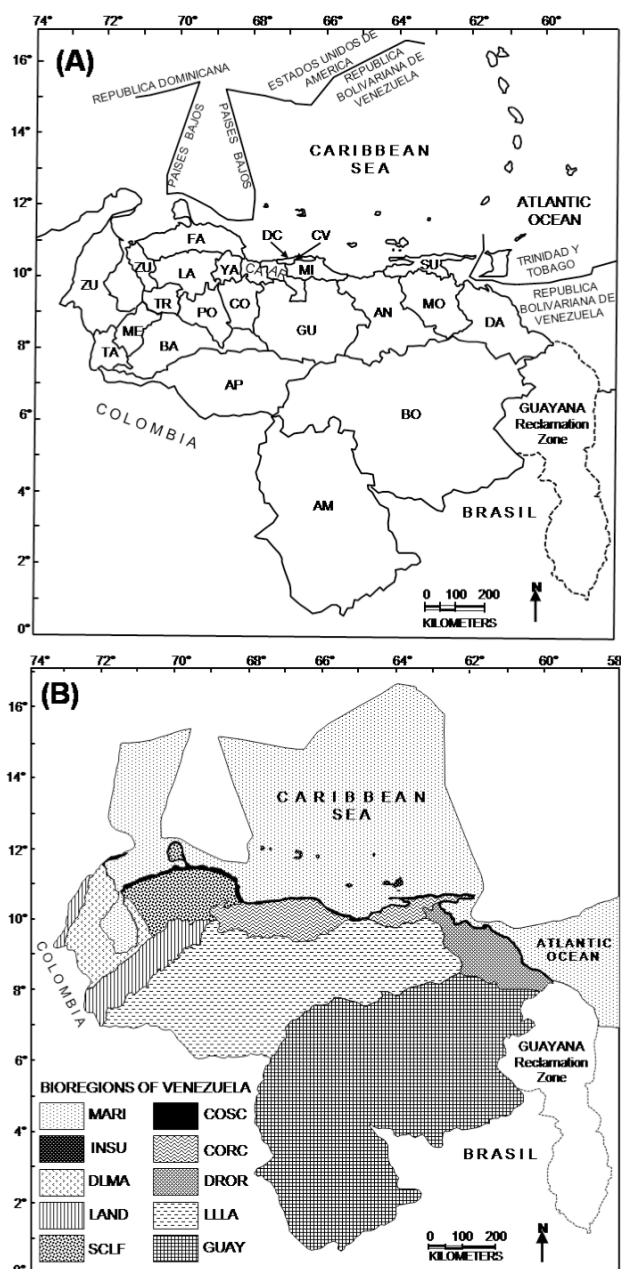 74° 72° 70° 68° 66° 64° 62° 60°
(A)
16°
14°
12°
10°
8°
6°
4°
2°
0°
REPUBLICA DOMINICANA
ESTADOS UNIDOS DE
AMERICA
REPUBLICA
BOLIVARIANA DE
VENEZUELA
PAISES BAJOS
PAISES BAJOS
CARIBBEAN
SEA
ATLANTIC
OCEAN
TRINIDAD Y
TOBAGO
REPUBLICA
BOLIVARIANA DE
VENEZUELA
DC
CV
FA
ZU
ZU
LA
YA
CA
AR
MI
SU
TR
PO
CO
GU
AN
MO
DA
ME
TA
BA
AP
BO
AM
COLOMBIA
GUAYANA
Reclamation
Zone
BRASIL
0 100 200
KILOMETERS
N
74° 72° 70° 68° 66° 64° 62° 60° 58
(B)
16°
14°
12°
10°
8°
6°
4°
2°
0°
CARIBBEAN
SEA
ATLANTIC
OCEAN
COLOMBIA
GUAYANA
Reclamation
Zone
BRASIL
BIOREGIONS OF VENEZUELA
MARI COSC
INSU CORC
DLMA DROR
LAND LLLA
SCLF GUAY
0 100 200
KILOMETERS
N